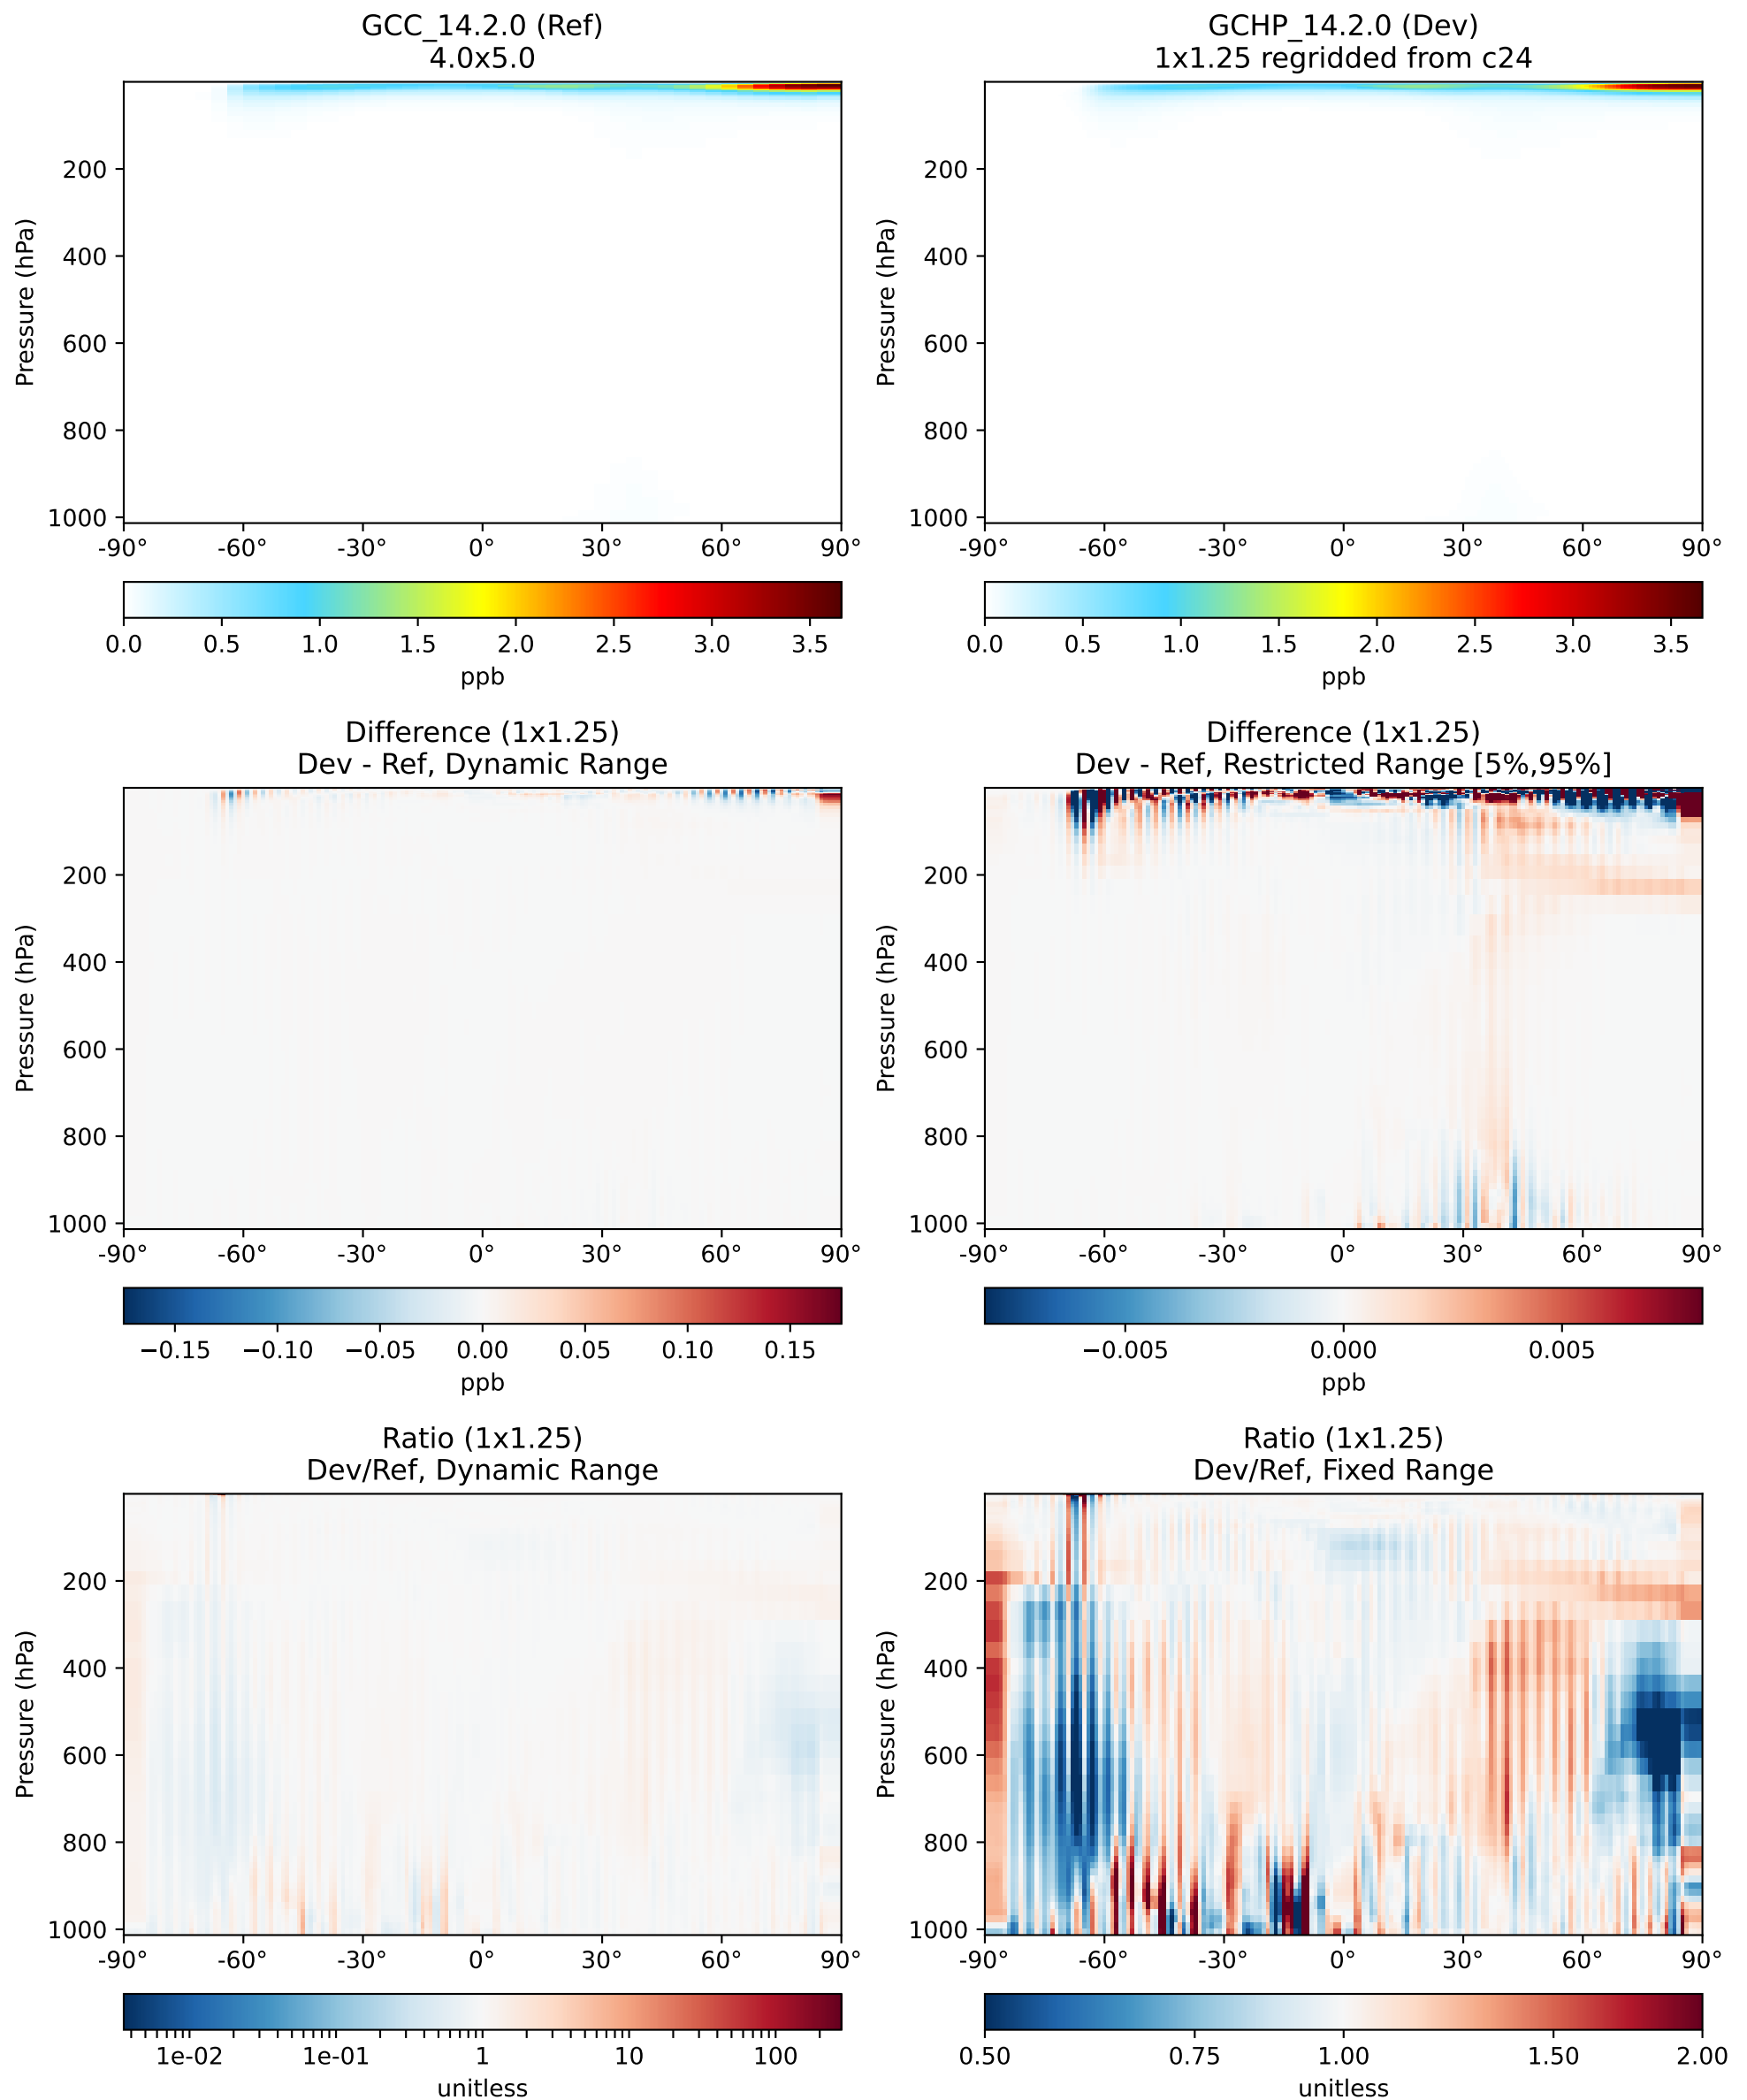 GCC_14.2.0 (Ref)
4.0x5.0
Pressure (hPa)
200
400
600
800
1000
-90° -60° -30° 0° 30° 60° 90°
0.0 0.5 1.0 1.5 2.0 2.5 3.0 3.5
ppb
GCHP_14.2.0 (Dev)
1x1.25 regridded from c24
Pressure (hPa)
200
400
600
800
1000
-90° -60° -30° 0° 30° 60° 90°
0.0 0.5 1.0 1.5 2.0 2.5 3.0 3.5
ppb
Difference (1x1.25)
Dev - Ref, Dynamic Range
Pressure (hPa)
200
400
600
800
1000
-90° -60° -30° 0° 30° 60° 90°
−0.15 −0.10 −0.05 0.00 0.05 0.10 0.15
ppb
Difference (1x1.25)
Dev - Ref, Restricted Range [5%,95%]
Pressure (hPa)
200
400
600
800
1000
-90° -60° -30° 0° 30° 60° 90°
−0.005 0.000 0.005
ppb
Ratio (1x1.25)
Dev/Ref, Dynamic Range
Pressure (hPa)
200
400
600
800
1000
-90° -60° -30° 0° 30° 60° 90°
1e-02 1e-01 1 10 100
unitless
Ratio (1x1.25)
Dev/Ref, Fixed Range
Pressure (hPa)
200
400
600
800
1000
-90° -60° -30° 0° 30° 60° 90°
0.50 0.75 1.00 1.50 2.00
unitless